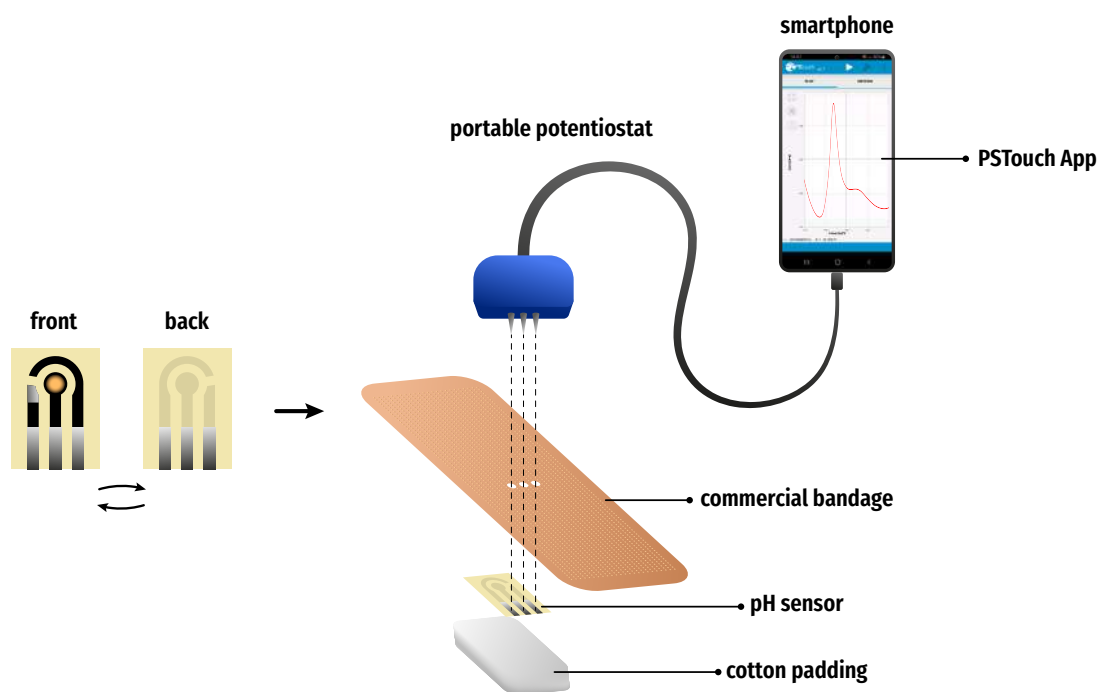 smartphone
portable potentiostat
PSTouch App
front
back
commercial bandage
pH sensor
cotton padding